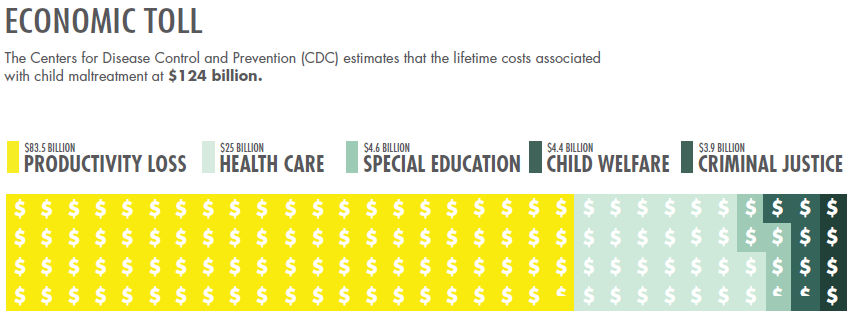 ECONOMIC TOLL
The Centers for Disease Control and Prevention (CDC) estimates that the lifetime costs associated
with child maltreatment at $124 billion.
$83.5 BILLION
PRODUCTIVITY LOSS
$25 BILLION
HEALTH CARE
$4.6 BILLION
SPECIAL EDUCATION
$4.4 BILLION
CHILD WELFARE
$3.9 BILLION
CRIMINAL JUSTICE
$ $ $ $ $ $ $ $ $ $ $ $ $ $ $ $ $ $ $ $ $ $ $ $ $ $ $ $ $ $ $
$ $ $ $ $ $ $ $ $ $ $ $ $ $ $ $ $ $ $ $ $ $ $ $ $ $ $ $ $ $ $
$ $ $ $ $ $ $ $ $ $ $ $ $ $ $ $ $ $ $ $ $ $ $ $ $ $ $ $ $ $ $
$ $ $ $ $ $ $ $ $ $ $ $ $ $ $ $ $ $ $ $ $ $ $ $ $ $ $ $ $ $ $